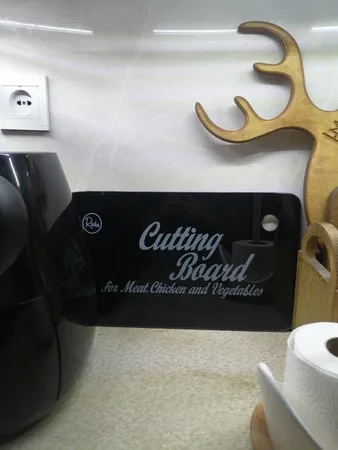 Cutting
Board
For Meat, Chicken and Vegetables